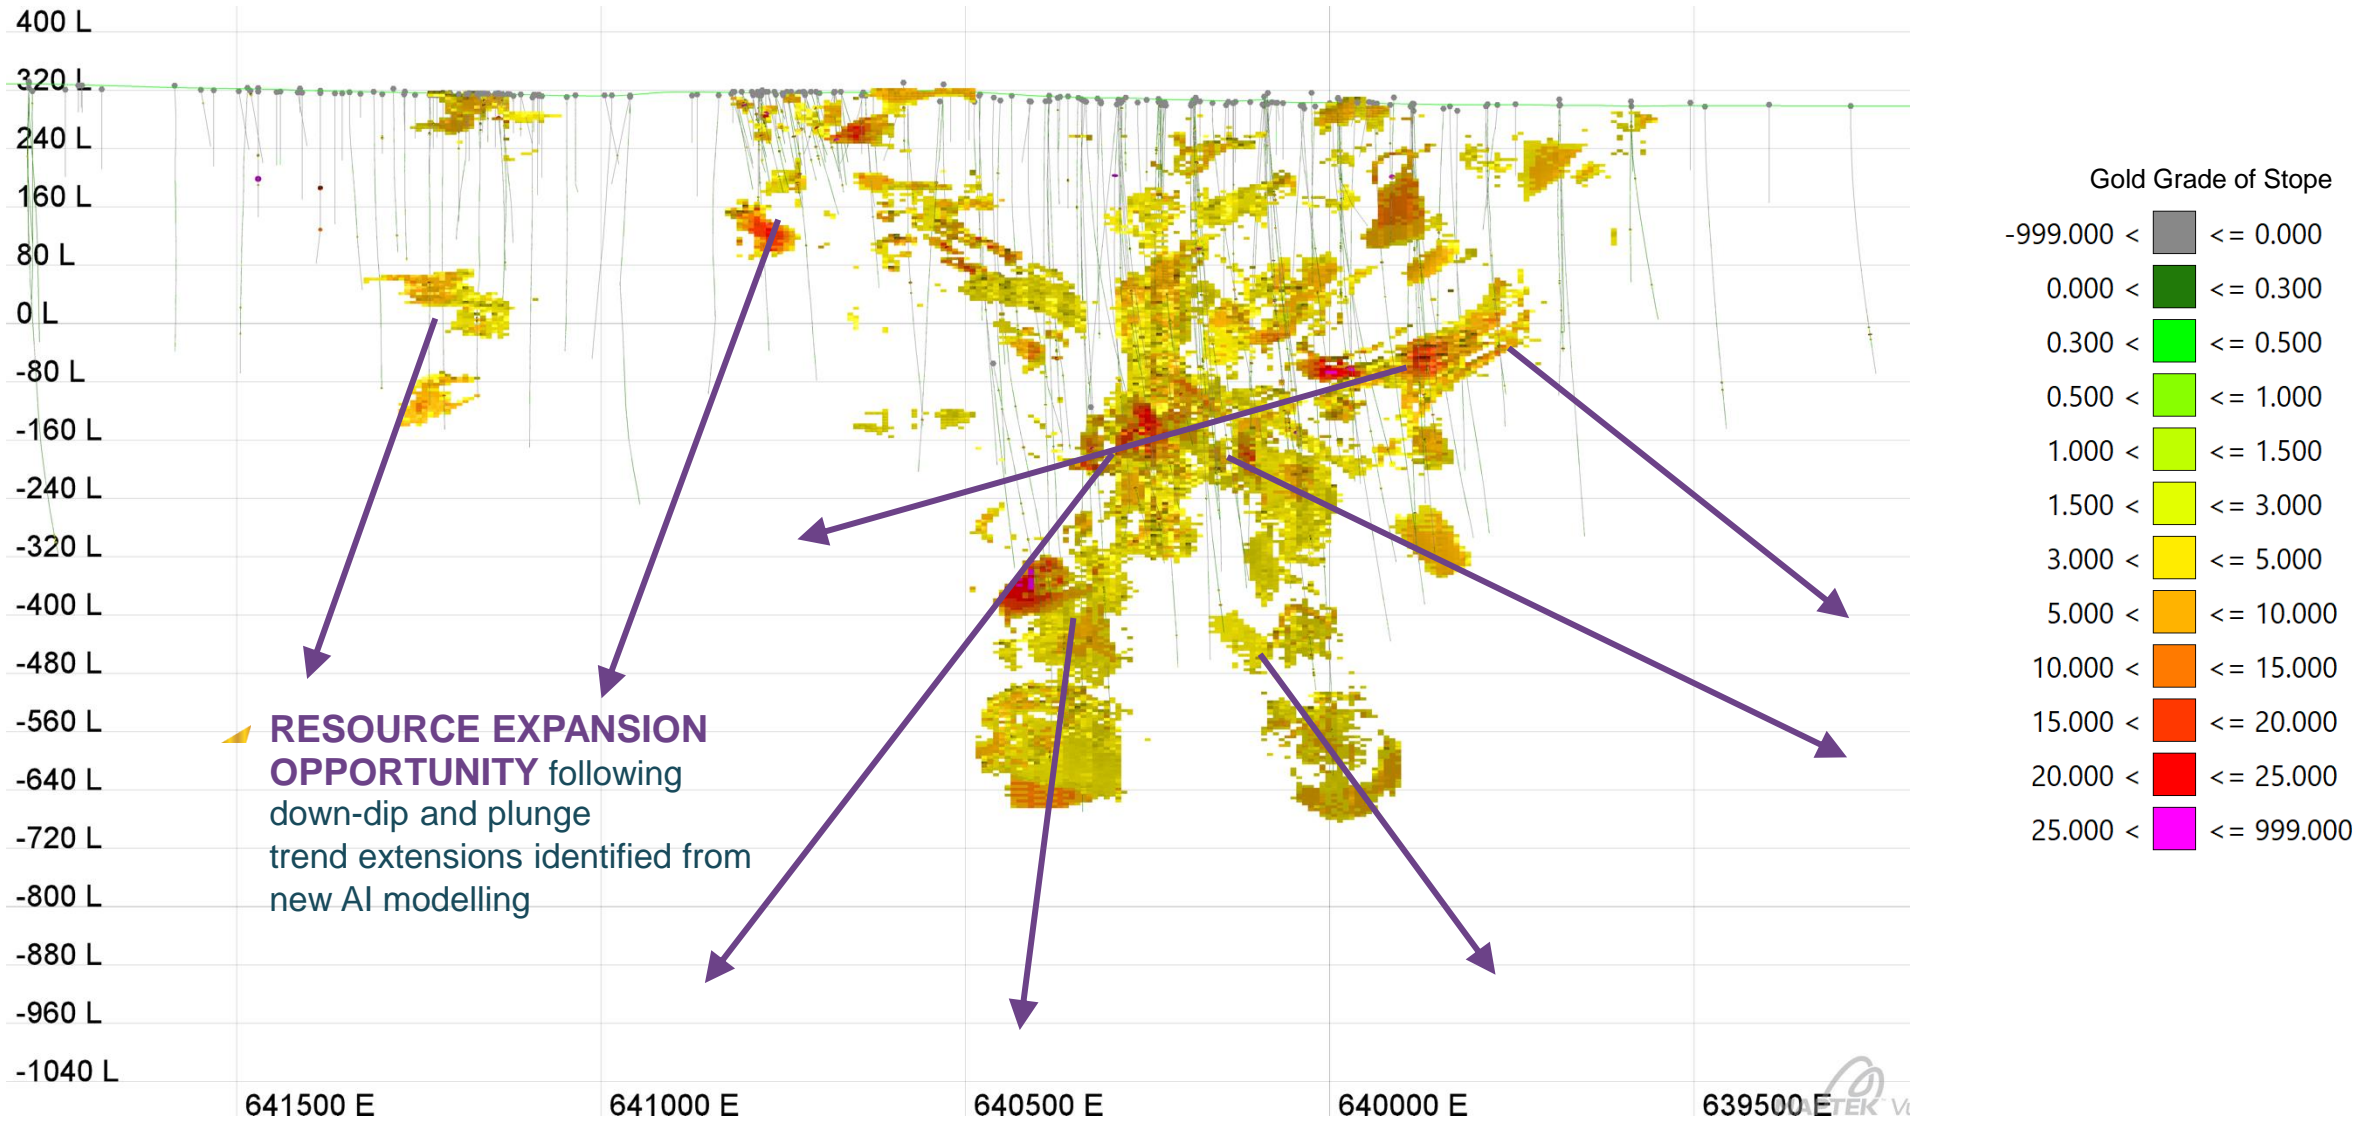 400 L
320 L
240 L
160 L
80 L
0 L
-80 L
-160 L
-240 L
-320 L
-400 L
-480 L
-560 L
-640 L
-720 L
-800 L
-880 L
-960 L
-1040 L
641500 E
641000 E
640500 E
640000 E
639500 E
RESOURCE EXPANSION
OPPORTUNITY following
down-dip and plunge
trend extensions identified from
new AI modelling
Gold Grade of Stope
-999.000 < <= 0.000
0.000 < <= 0.300
0.300 < <= 0.500
0.500 < <= 1.000
1.000 < <= 1.500
1.500 < <= 3.000
3.000 < <= 5.000
5.000 < <= 10.000
10.000 < <= 15.000
15.000 < <= 20.000
20.000 < <= 25.000
25.000 < <= 999.000
MAPTEK